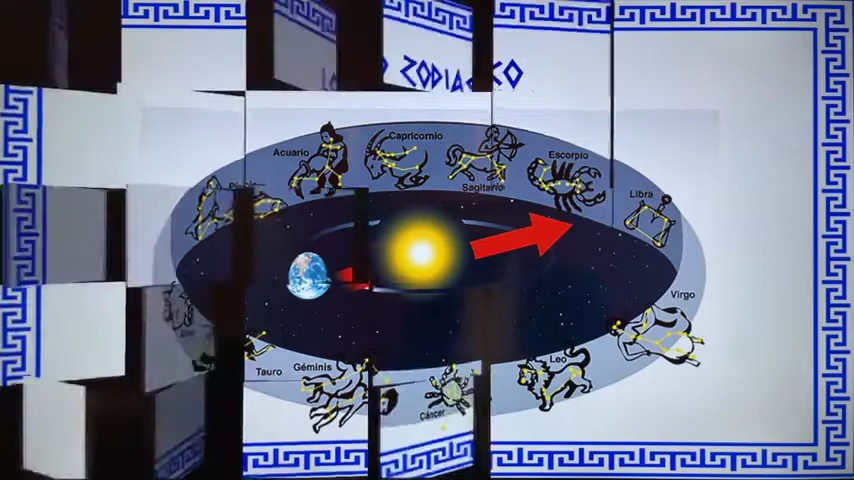 ZODIACO
Capricornio
Acuario
Escorpio
Sagitario
Libra
Virgo
Leo
Géminis
Tauro
Cáncer